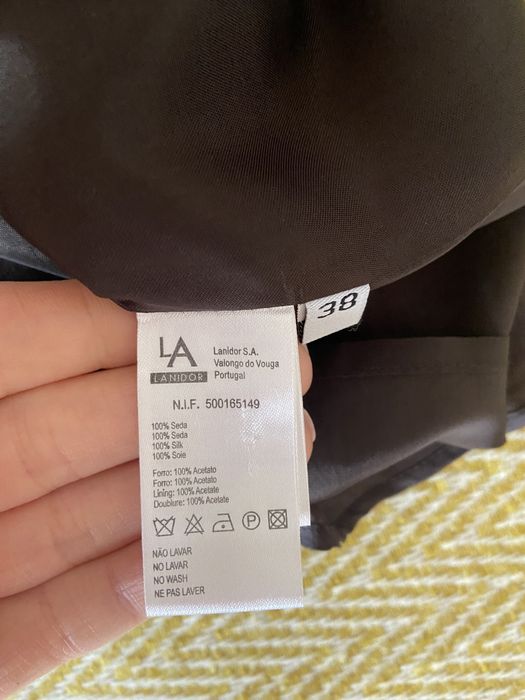 38
LA
LANIDOR
Lanidor S.A.
Valongo do Vouga
Portugal
N.I.F. 500165149
100% Seda
100% Seda
100% Silk
100% Soie
Forro: 100% Acetato
Forro: 100% Acetato
Lining: 100% Acetate
Doublure: 100% Acetate
P
NÃO LAVAR
NO LAVAR
NO WASH
NE PAS LAVER